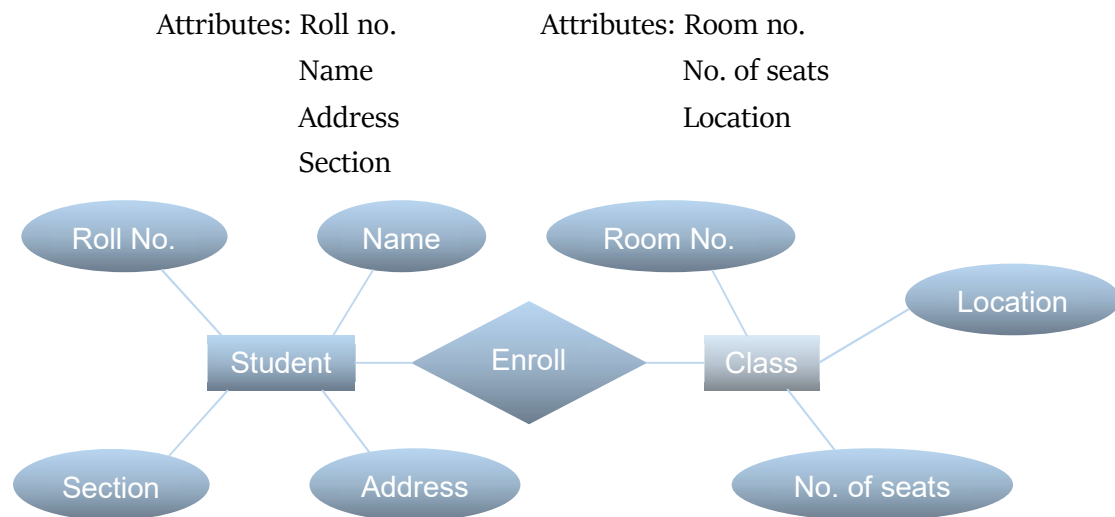 Attributes: Roll no. Attributes: Room no.
Name No. of seats
Address Location
Section
Roll No. Name Room No.
Location
Student Enroll Class
Section Address No. of seats